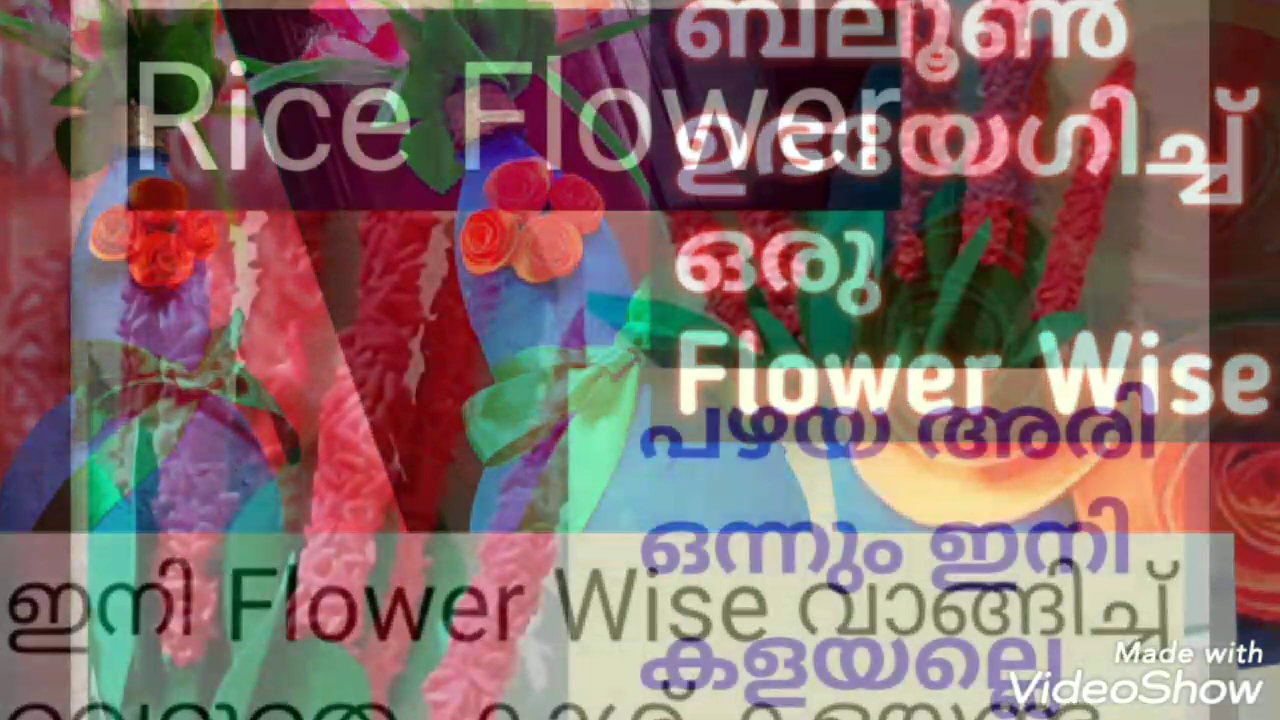 Rice Flower
ബലൂൺ
ഉപയേഗിച്ച്
ഒരു
Flower Wise
പഴയ അരി
ഒന്നും ഇനി
കളയല്ലെ
ഇനി Flower Wise വാങ്ങിച്ച്
Made with
VideoShow